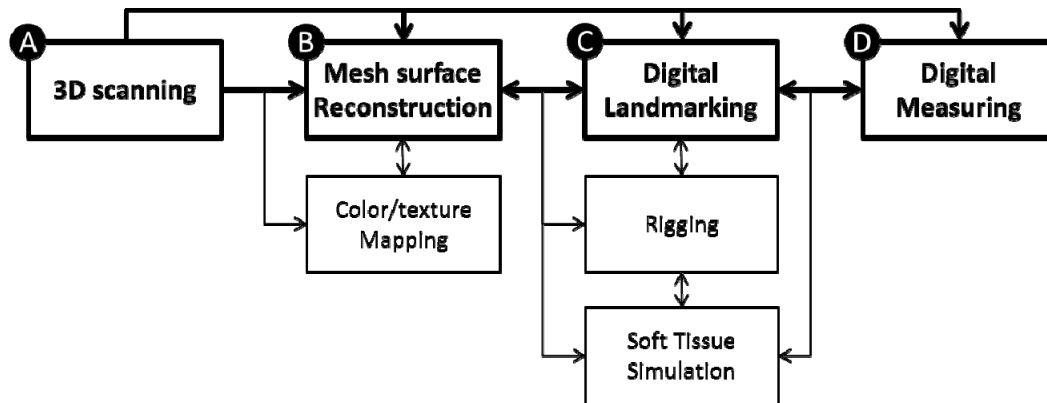 A
3D scanning
B
Mesh surface
Reconstruction
C
Digital
Landmarking
D
Digital
Measuring
Color/texture
Mapping
Rigging
Soft Tissue
Simulation